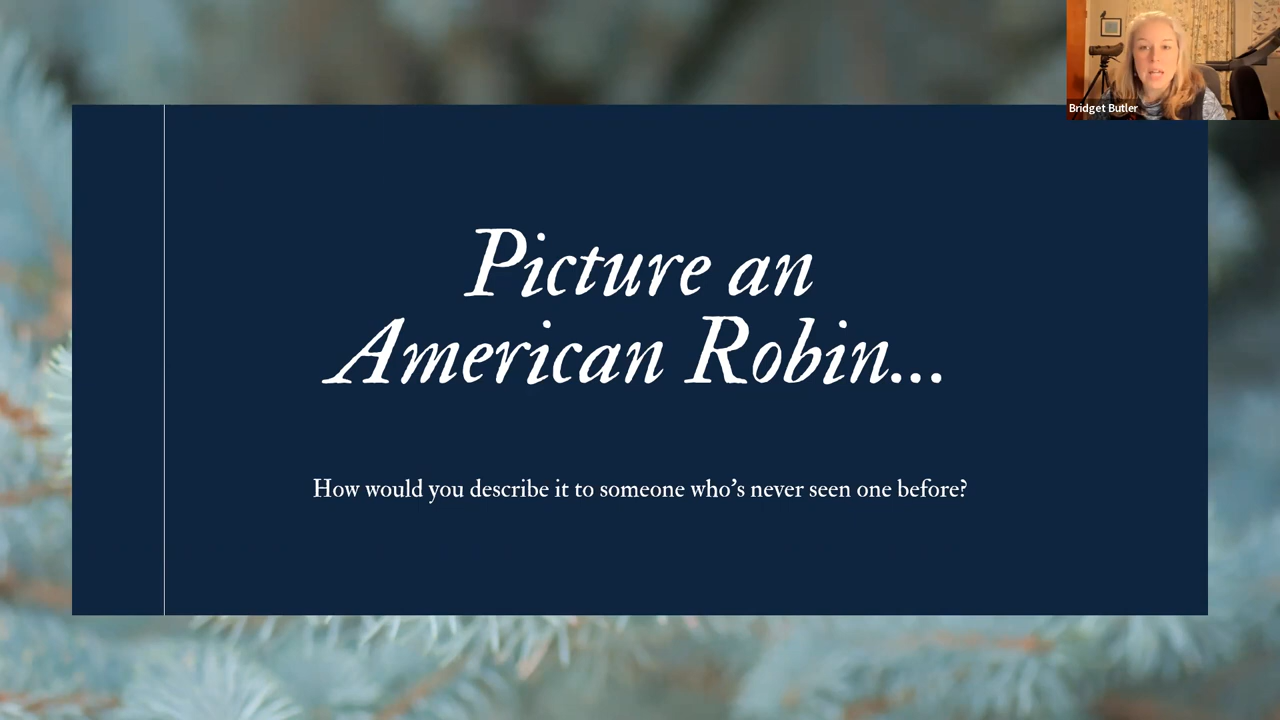 Bridget Butler
Picture an
American Robin...
How would you describe it to someone who's never seen one before?